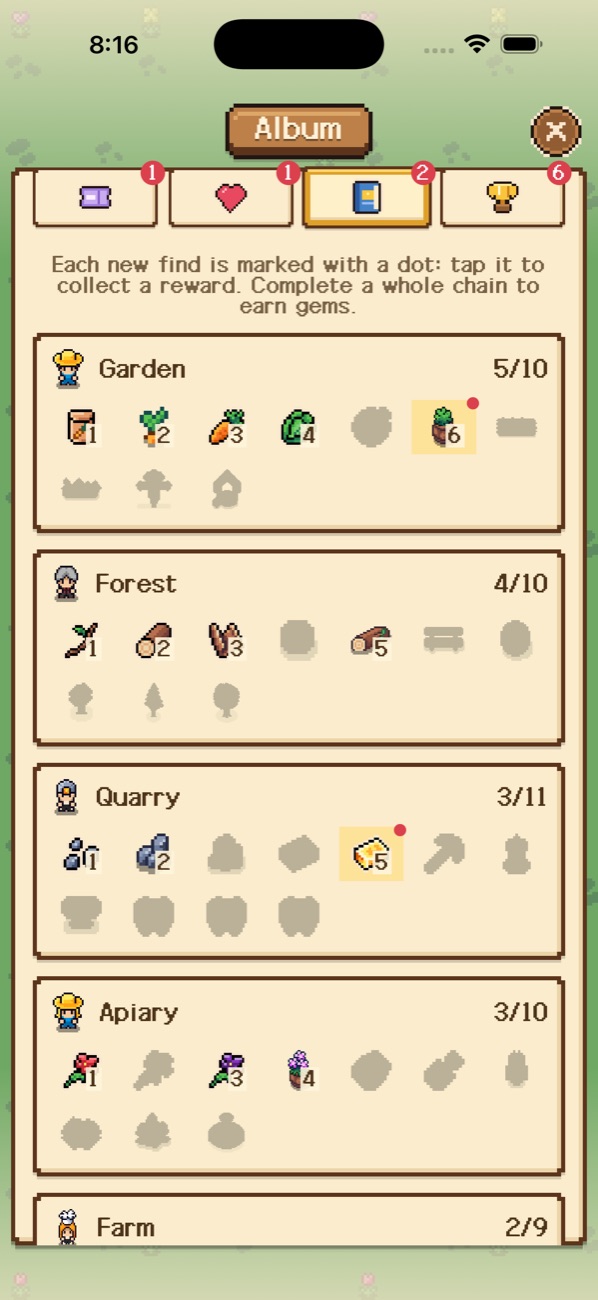 8:16
Album
1
1
2
6
Each new find is marked with a dot: tap it to
collect a reward. Complete a whole chain to
earn gems.
Garden 5/10
1 2 3 4 6
Forest 4/10
1 2 3 5
Quarry 3/11
1 2 5
Apiary 3/10
1 3 4
Farm 2/9